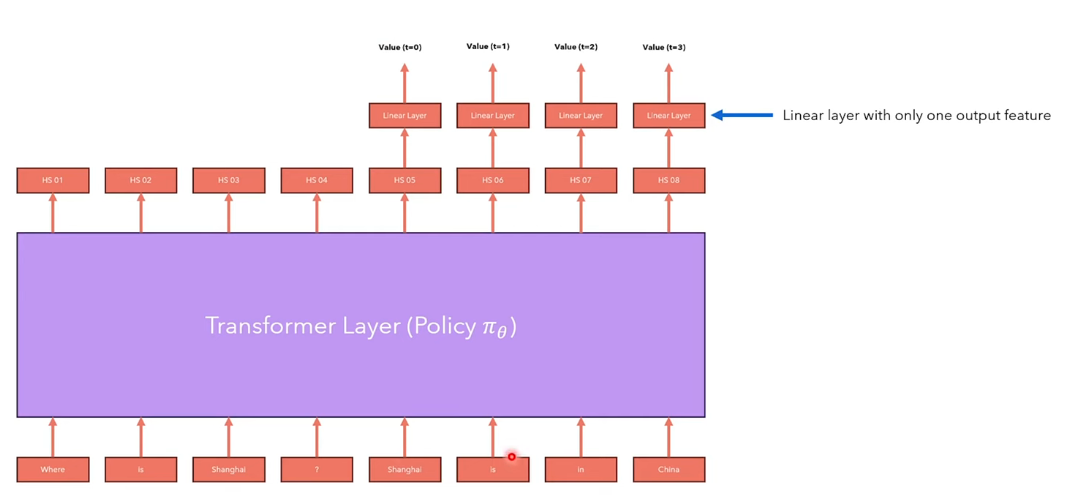 Value (t=0) Value (t=1) Value (t=2) Value (t=3)
Linear Layer Linear Layer Linear Layer Linear Layer Linear layer with only one output feature
HS 01 HS 02 HS 03 HS 04 HS 05 HS 06 HS 07 HS 08
Transformer Layer (Policy πθ)
Where is Shanghai ? Shanghai is in China